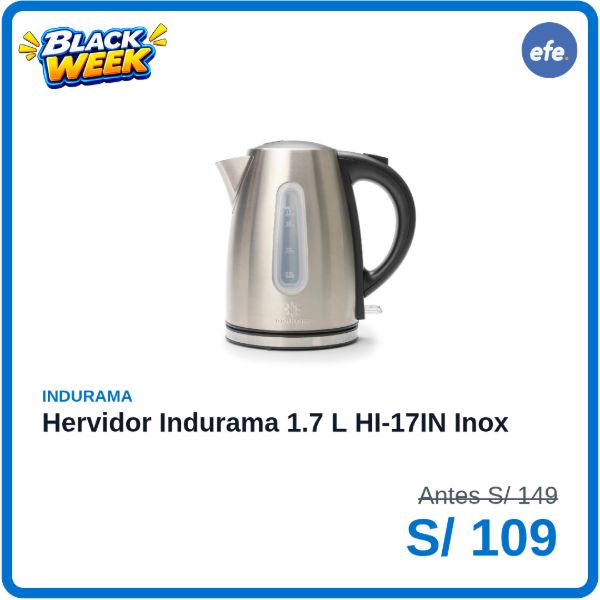 BLACK
WEEK
efe.
INDURAMA
Hervidor Indurama 1.7 L HI-17IN Inox
Antes S/ 149
S/ 109